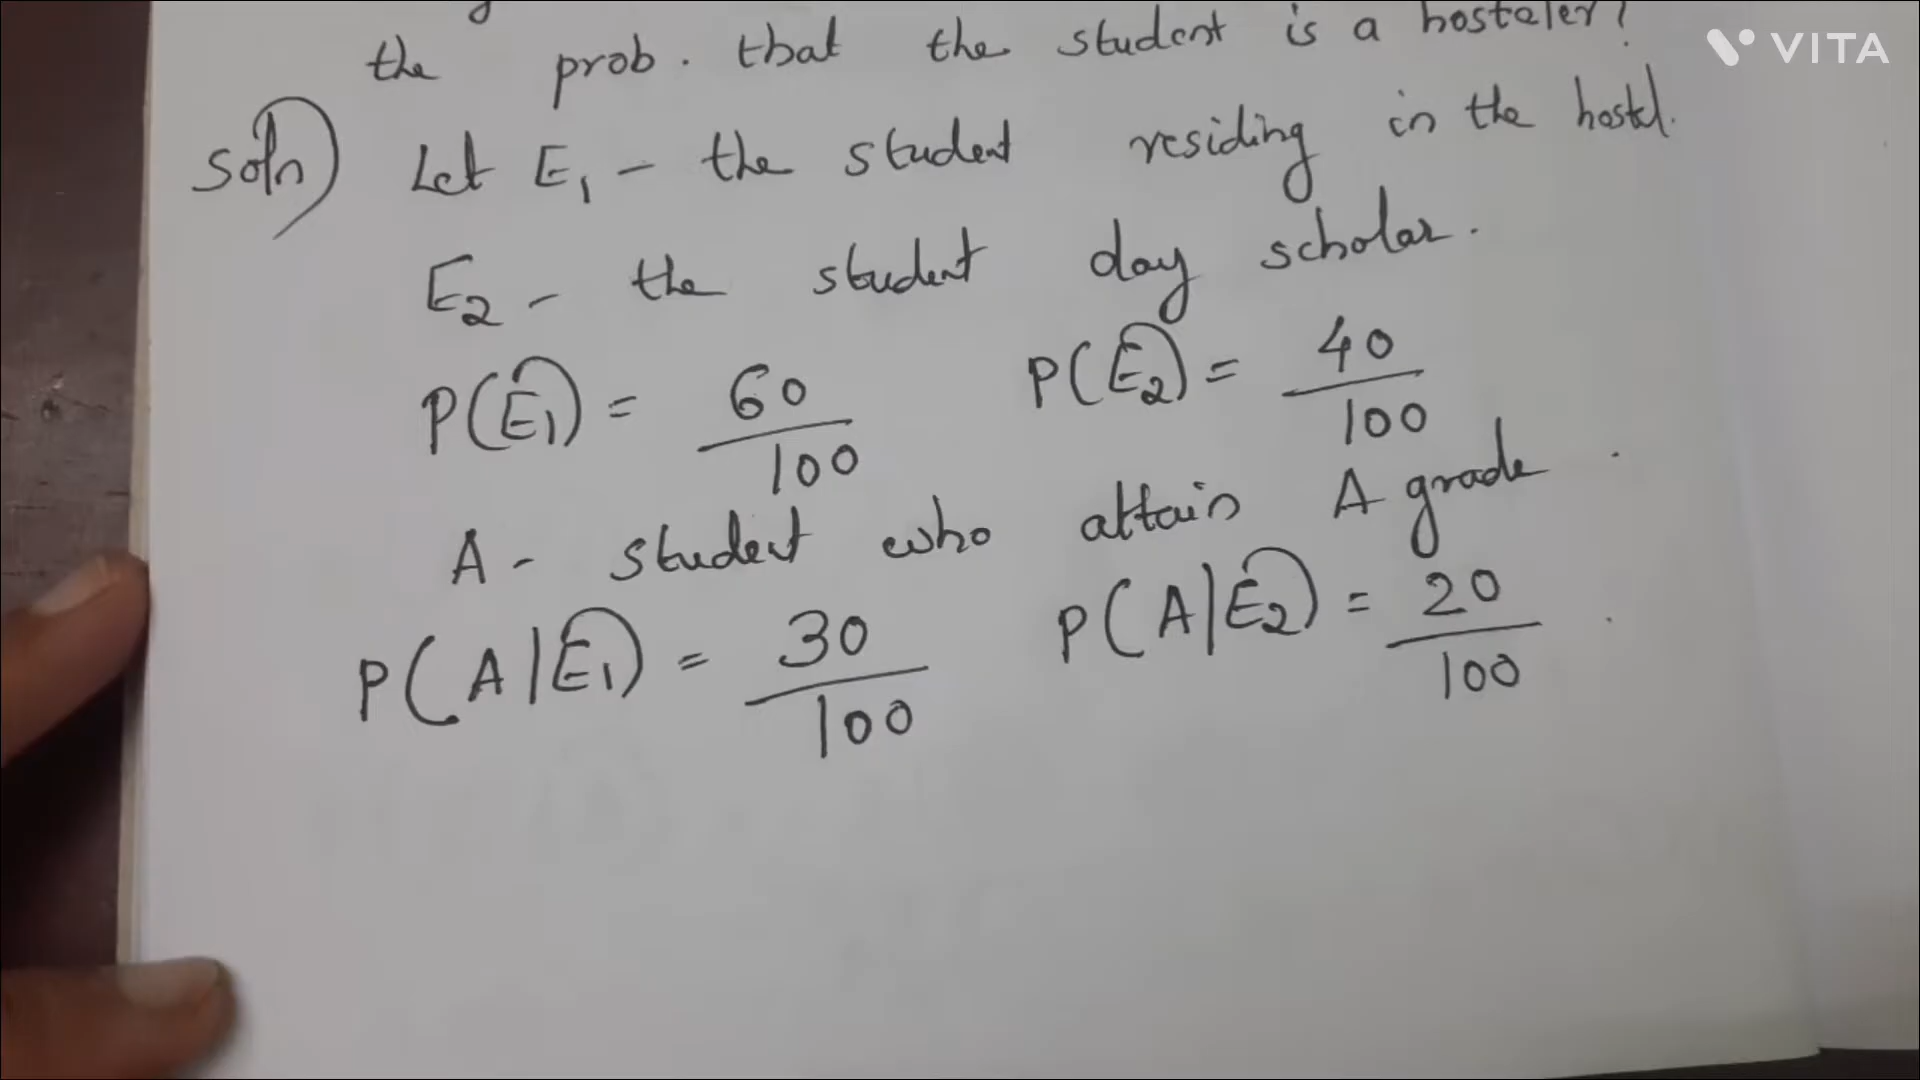 the prob. that the student is a hosteler?
VITA
Soln) Let E1 - the student residing in the hostel.
E2 - the student day scholar.
P(E1) = 60/100 P(E2) = 40/100
A - student who attain A grade.
P(A|E1) = 30/100 P(A|E2) = 20/100.